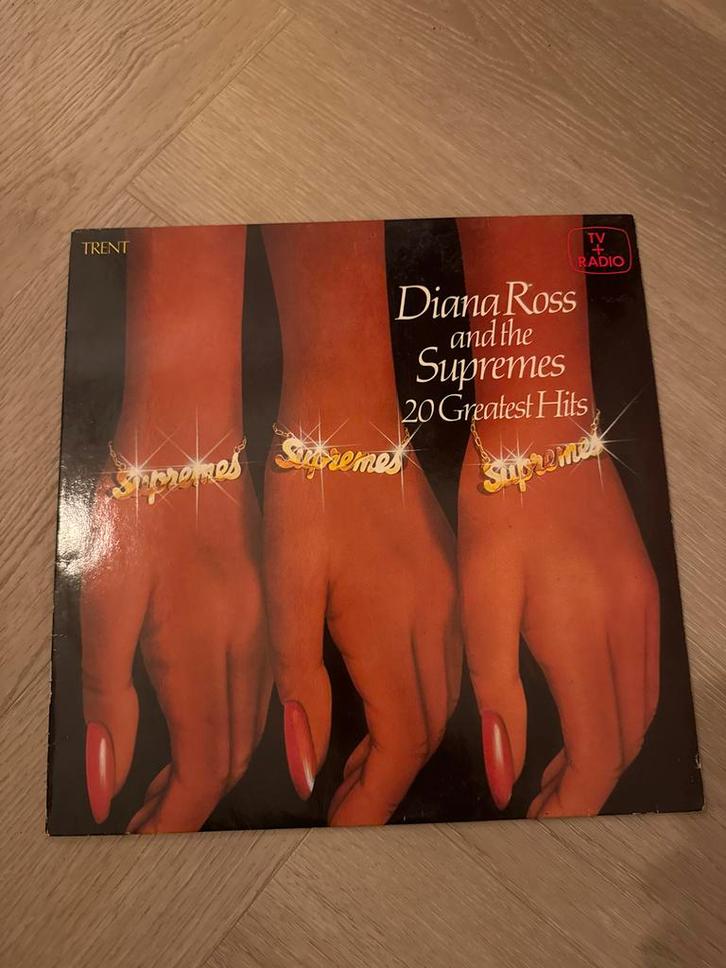 TRENT
TV
+
RADIO
Diana Ross
and the
Supremes
20 Greatest Hits
Supremes
Supremes
Supremes